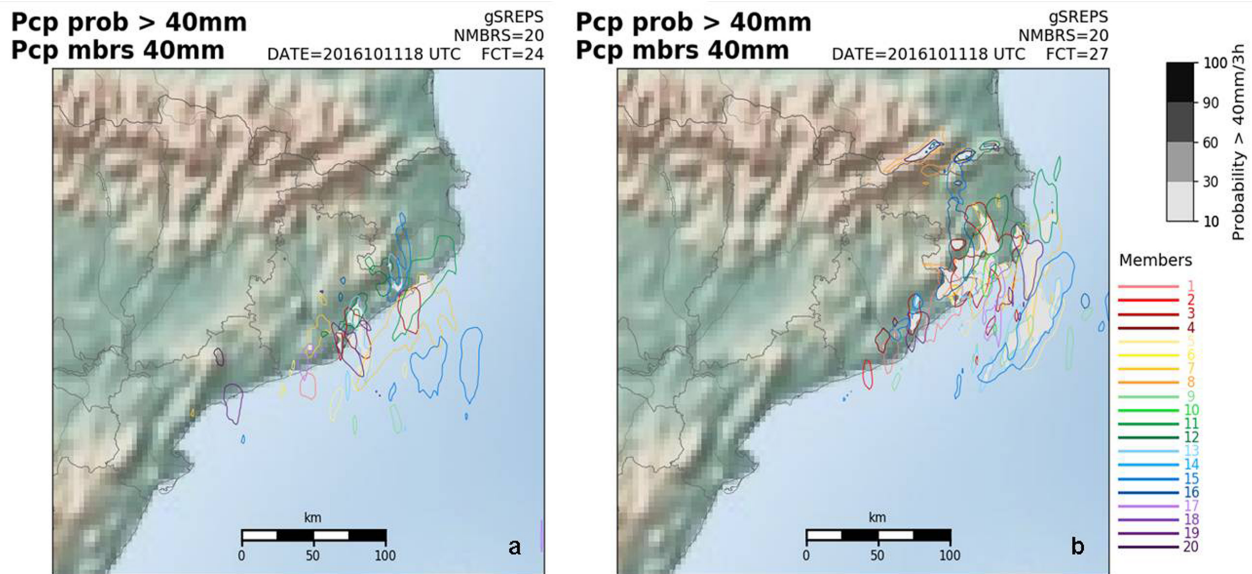 Pcp prob > 40mm
Pcp mbrs 40mm
gSREPS
NMBRS=20
DATE=2016101118 UTC FCT=24
km
0 50 100
a
Pcp prob > 40mm
Pcp mbrs 40mm
gSREPS
NMBRS=20
DATE=2016101118 UTC FCT=27
km
0 50 100
b
100
90
60
30
10
Probability > 40mm/3h
Members
1
2
3
4
5
6
7
8
9
10
11
12
13
14
15
16
17
18
19
20